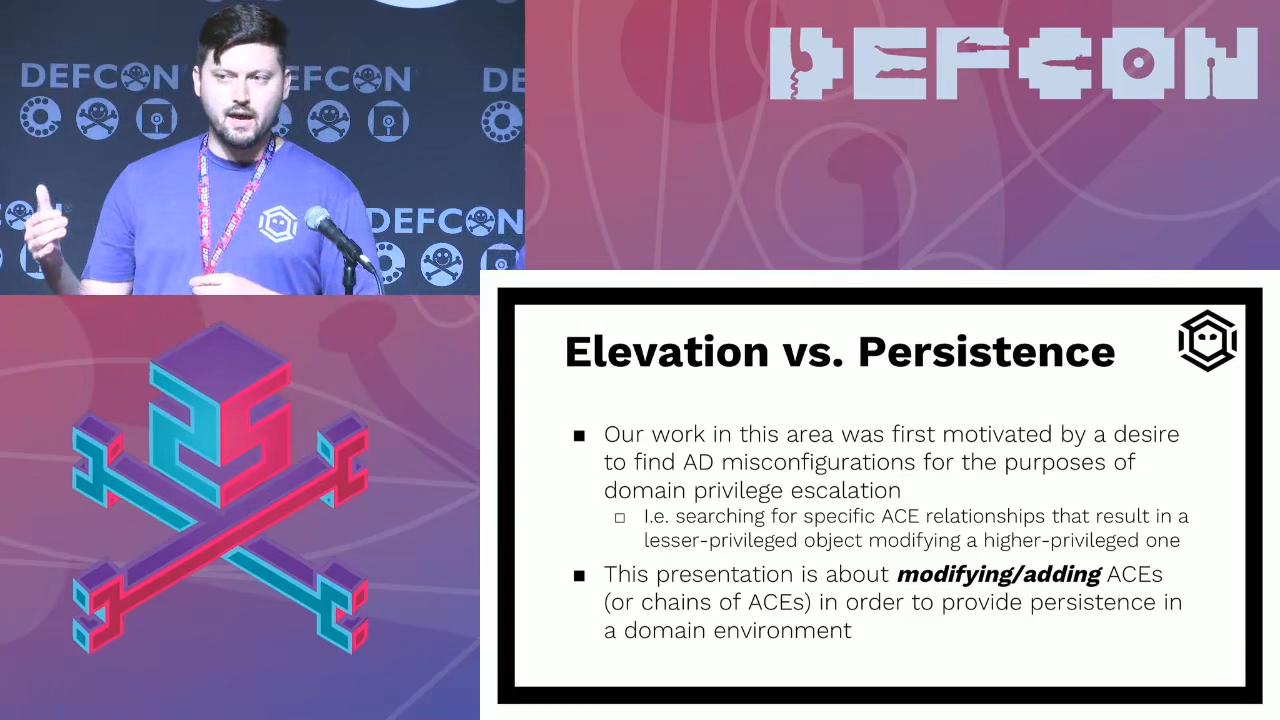 DEFCON
DEFCON
DE
DEFCON
DEFCON
Elevation vs. Persistence
■ Our work in this area was first motivated by a desire
to find AD misconfigurations for the purposes of
domain privilege escalation
□ I.e. searching for specific ACE relationships that result in a
lesser-privileged object modifying a higher-privileged one
■ This presentation is about modifying/adding ACEs
(or chains of ACEs) in order to provide persistence in
a domain environment